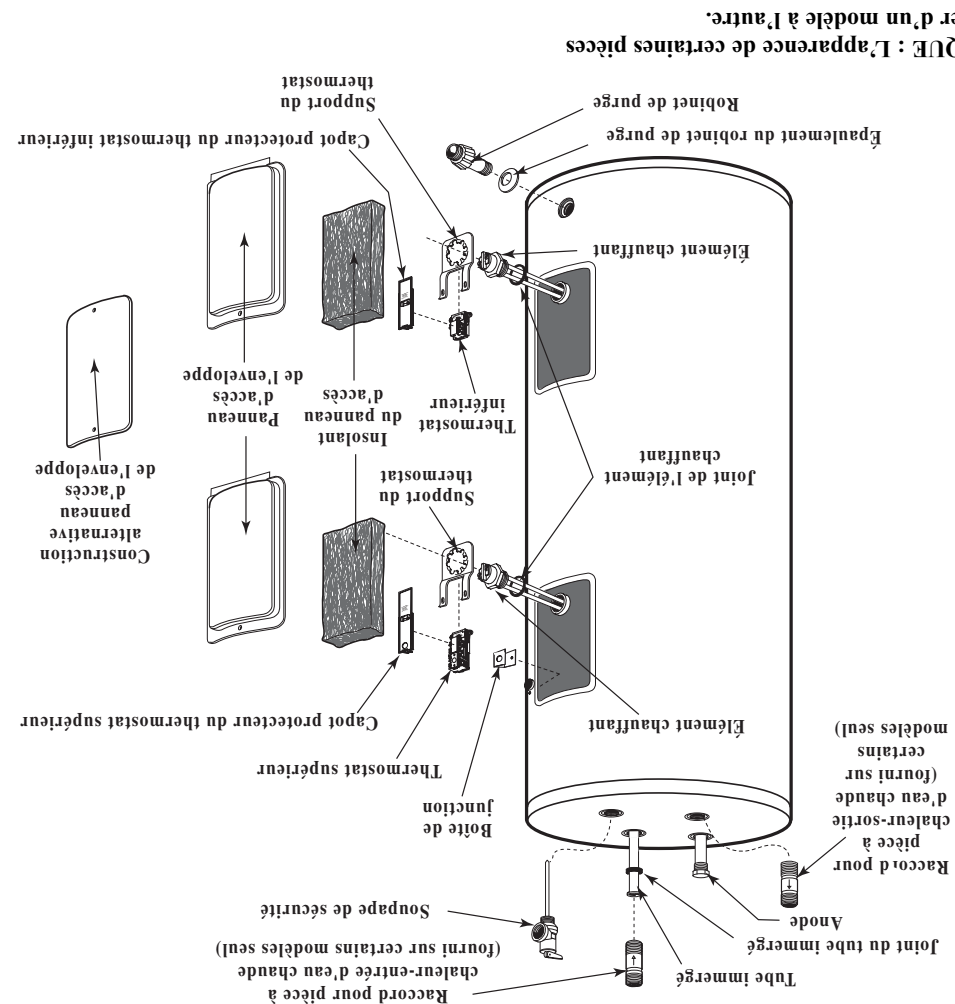 Raccord pour pièce à
chaleur-entrée d'eau chaude
(fourni sur certains modèles seul)
Tube immergé
Joint du tube immergé
Anode
Soupape de sécurité
Raccord pour
pièce à
chaleur-sortie
d'eau chaude
(fourni sur
certains
modèles seul)
Boîte de
junction
Thermostat supérieur
Capot protecteur du thermostat supérieur
Élément chauffant
Support du
thermostat
Joint de l'élément
chauffant
Construction
alternative
panneau
d'accès
de l'enveloppe
Insolant
du panneau
d'accès
Panneau
d'accès
de l'enveloppe
Thermostat
inférieur
Élément chauffant
Capot protecteur du thermostat inférieur
Support du
thermostat
Épaulement du robinet de purge
Robinet de purge
QUE : L'apparence de certaines pièces
er d'un modèle à l'autre.